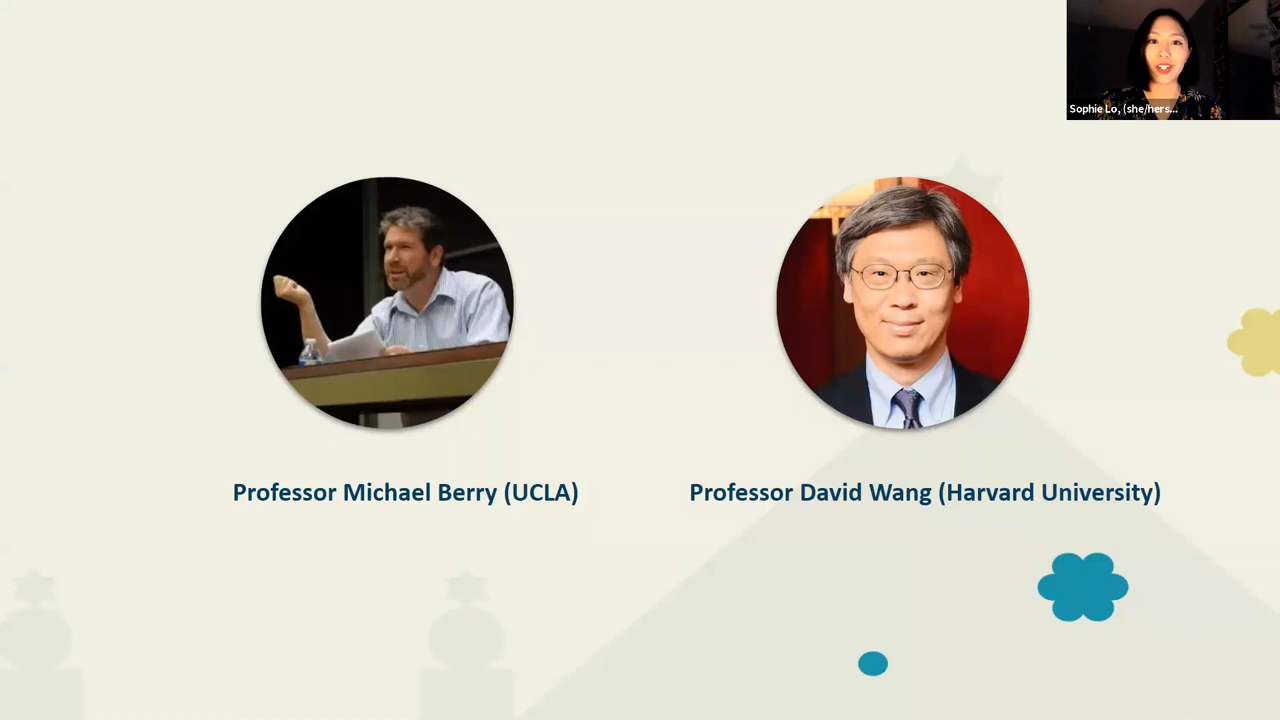 Sophie Lo, (she/hers...
Professor Michael Berry (UCLA)
Professor David Wang (Harvard University)